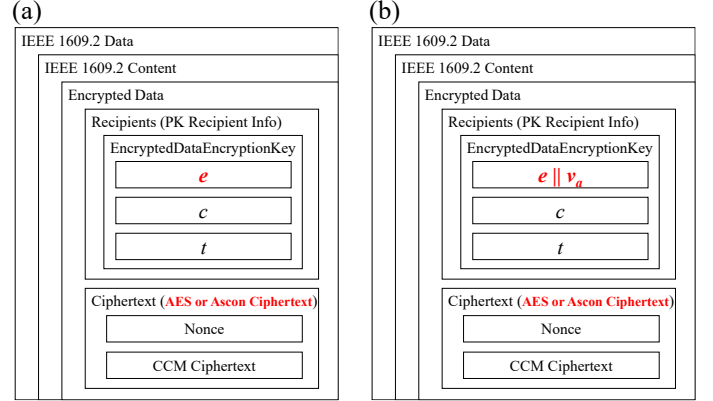 (a)
IEEE 1609.2 Data
IEEE 1609.2 Content
Encrypted Data
Recipients (PK Recipient Info)
EncryptedDataEncryptionKey
e
c
t
Ciphertext (AES or Ascon Ciphertext)
Nonce
CCM Ciphertext
(b)
IEEE 1609.2 Data
IEEE 1609.2 Content
Encrypted Data
Recipients (PK Recipient Info)
EncryptedDataEncryptionKey
e || v_a
c
t
Ciphertext (AES or Ascon Ciphertext)
Nonce
CCM Ciphertext